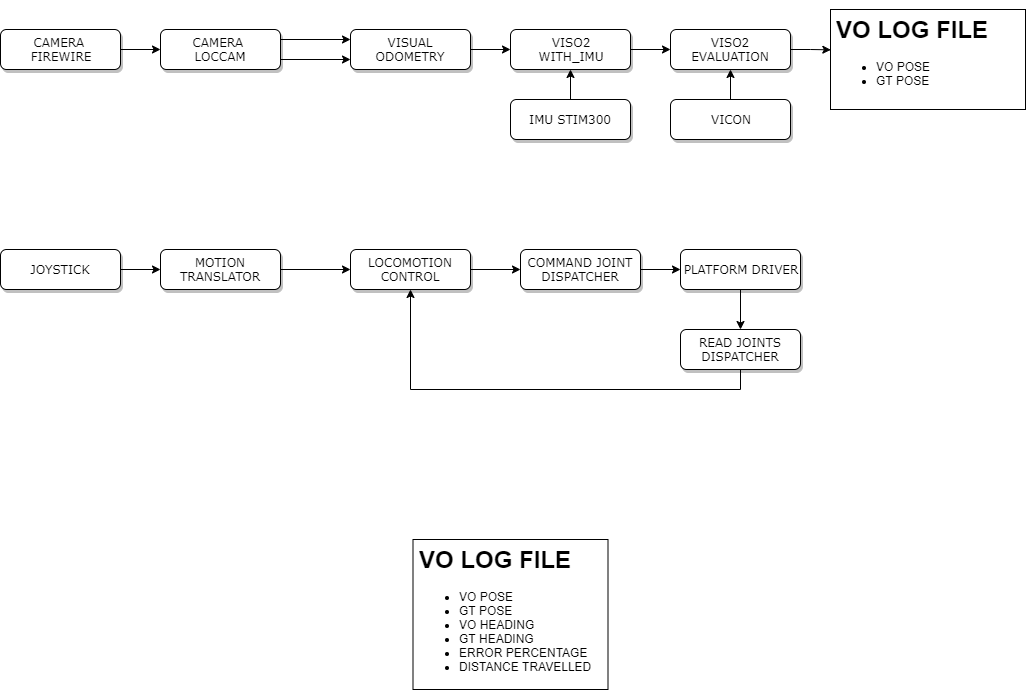 CAMERA
FIREWIRE
CAMERA
LOCCAM
VISUAL
ODOMETRY
VISO2
WITH_IMU
VISO2
EVALUATION
VO LOG FILE
VO POSE
GT POSE
IMU STIM300
VICON
JOYSTICK
MOTION
TRANSLATOR
LOCOMOTION
CONTROL
COMMAND JOINT
DISPATCHER
PLATFORM DRIVER
READ JOINTS
DISPATCHER
VO LOG FILE
VO POSE
GT POSE
VO HEADING
GT HEADING
ERROR PERCENTAGE
DISTANCE TRAVELLED